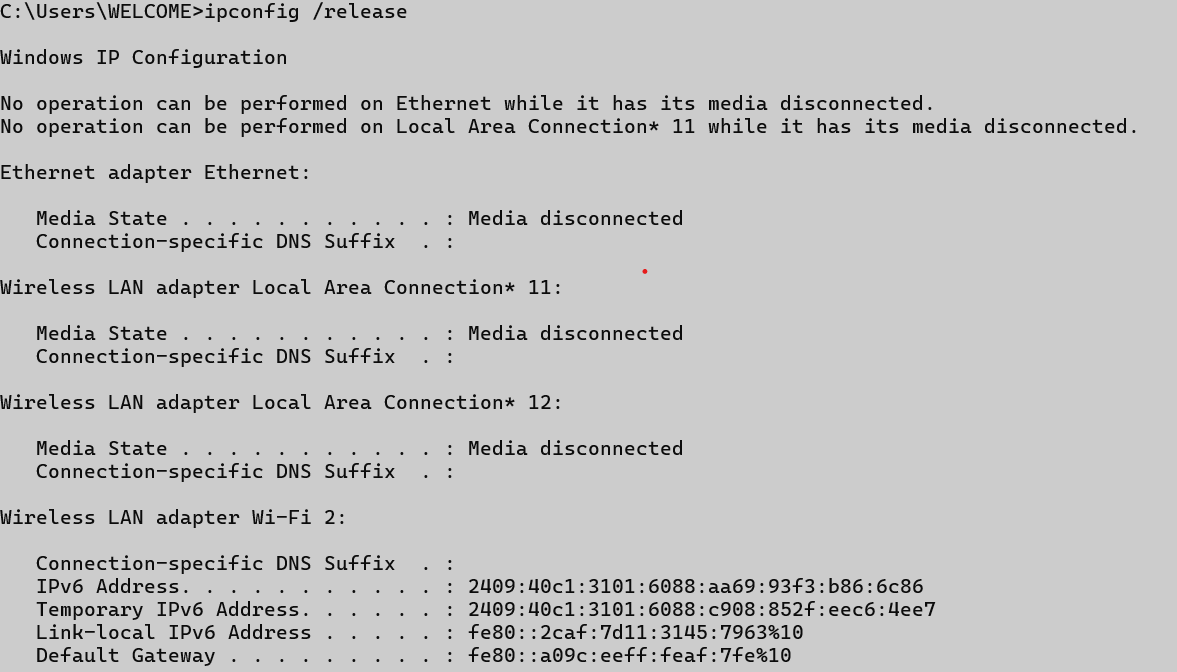 C:\Users\WELCOME>ipconfig /release
Windows IP Configuration
No operation can be performed on Ethernet while it has its media disconnected.
No operation can be performed on Local Area Connection* 11 while it has its media disconnected.
Ethernet adapter Ethernet:
   Media State . . . . . . . . . . . : Media disconnected
   Connection-specific DNS Suffix  . :
Wireless LAN adapter Local Area Connection* 11:
   Media State . . . . . . . . . . . : Media disconnected
   Connection-specific DNS Suffix  . :
Wireless LAN adapter Local Area Connection* 12:
   Media State . . . . . . . . . . . : Media disconnected
   Connection-specific DNS Suffix  . :
Wireless LAN adapter Wi-Fi 2:
   Connection-specific DNS Suffix  . :
   IPv6 Address. . . . . . . . . . . : 2409:40c1:3101:6088:aa69:93f3:b86:6c86
   Temporary IPv6 Address. . . . . . : 2409:40c1:3101:6088:c908:852f:eec6:4ee7
   Link-local IPv6 Address . . . . . : fe80::2caf:7d11:3145:7963%10
   Default Gateway . . . . . . . . . : fe80::a09c:eeff:feaf:7fe%10